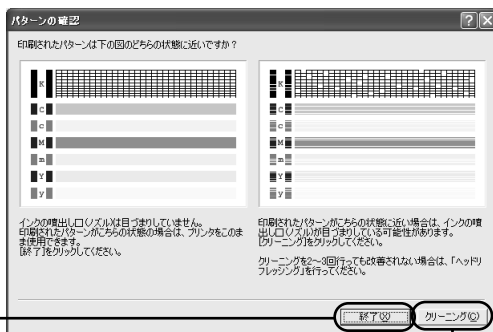 パターンの確認
印刷されたパターンは下の図のどちらの状態に近いですか?
K
C
c
M
m
Y
y
K
C
c
M
m
Y
y
インクの噴出し口(ノズル)は目づまりしていません。
印刷されたパターンがこちらの状態の場合は、プリンタをこのま
ま使用できます。
[終了]をクリックしてください。
印刷されたパターンがこちらの状態に近い場合は、インクの噴
出し口(ノズル)が目づまりしている可能性があります。
[クリーニング]をクリックしてください。
クリーニングを2~3回行っても改善されない場合は、「ヘッドリ
フレッシング」を行ってください。
終了(X)
クリーニング(C)